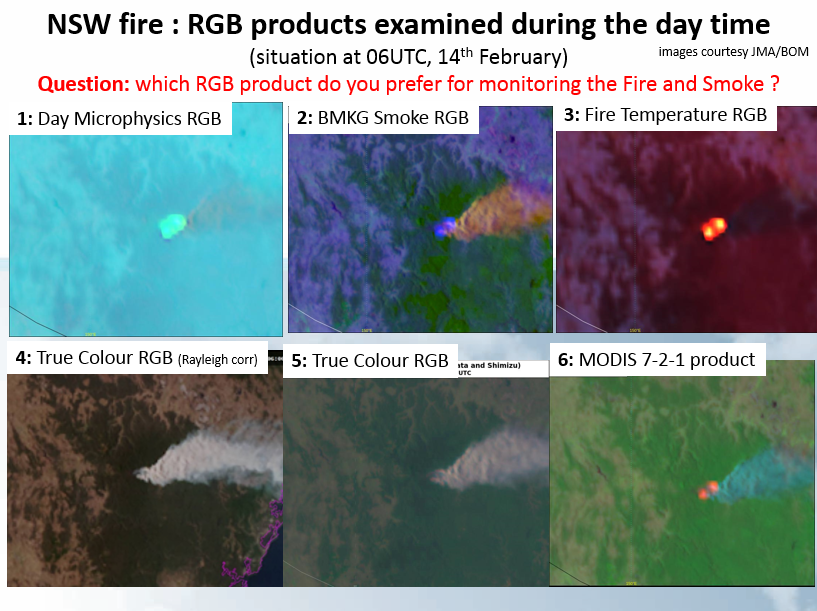 NSW fire : RGB products examined during the day time
(situation at 06UTC, 14th February)
images courtesy JMA/BOM
Question: which RGB product do you prefer for monitoring the Fire and Smoke ?
1: Day Microphysics RGB
2: BMKG Smoke RGB
3: Fire Temperature RGB
4: True Colour RGB (Rayleigh corr)
5: True Colour RGB
ata and Shimizu)
UTC
6: MODIS 7-2-1 product